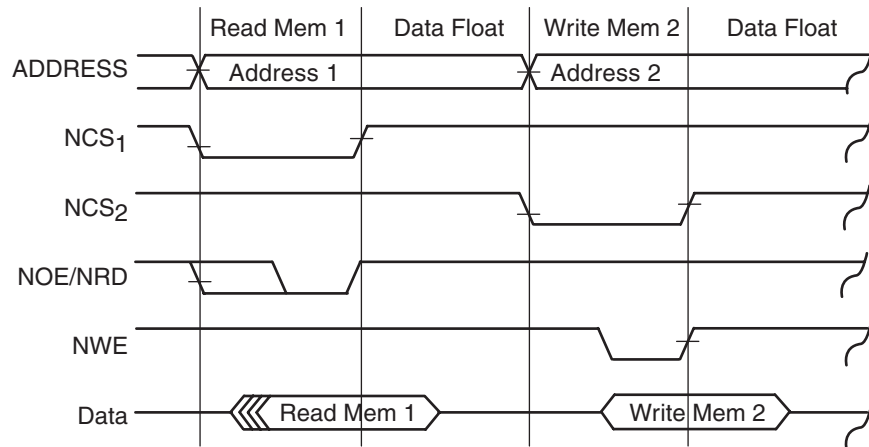 Read Mem 1 Data Float Write Mem 2 Data Float
ADDRESS Address 1 Address 2
NCS1
NCS2
NOE/NRD
NWE
Data Read Mem 1 Write Mem 2